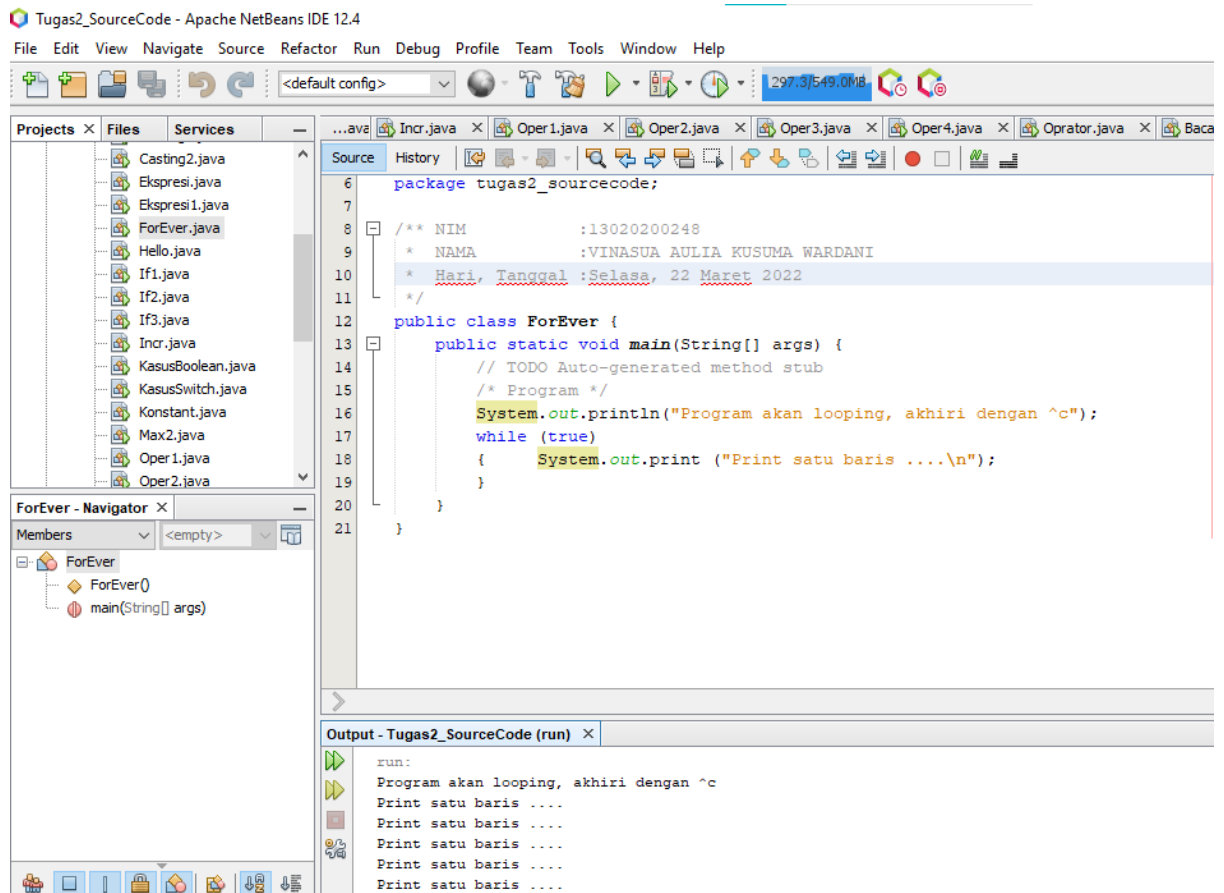 Tugas2_SourceCode - Apache NetBeans IDE 12.4
File Edit View Navigate Source Refactor Run Debug Profile Team Tools Window Help
<default config> 297.3/549.0MB
Projects Files Services
Casting2.java
Ekspresi.java
Ekspresi1.java
ForEver.java
Hello.java
If1.java
If2.java
If3.java
Incr.java
KasusBoolean.java
KasusSwitch.java
Konstant.java
Max2.java
Oper1.java
Oper2.java
ForEver - Navigator
Members <empty>
ForEver
ForEver()
main(String[] args)
...ava Incr.java Oper1.java Oper2.java Oper3.java Oper4.java Oprator.java Baca
Source History
6 package tugas2_sourcecode;
7
8 /** NIM :13020200248
9 * NAMA :VINASUA AULIA KUSUMA WARDANI
10 * Hari, Tanggal :Selasa, 22 Maret 2022
11 */
12 public class ForEver {
13 public static void main(String[] args) {
14 // TODO Auto-generated method stub
15 /* Program */
16 System.out.println("Program akan looping, akhiri dengan ^c");
17 while (true)
18 { System.out.print ("Print satu baris ....\n");
19 }
20 }
21 }
Output - Tugas2_SourceCode (run)
run:
Program akan looping, akhiri dengan ^c
Print satu baris ....
Print satu baris ....
Print satu baris ....
Print satu baris ....
Print satu baris ....